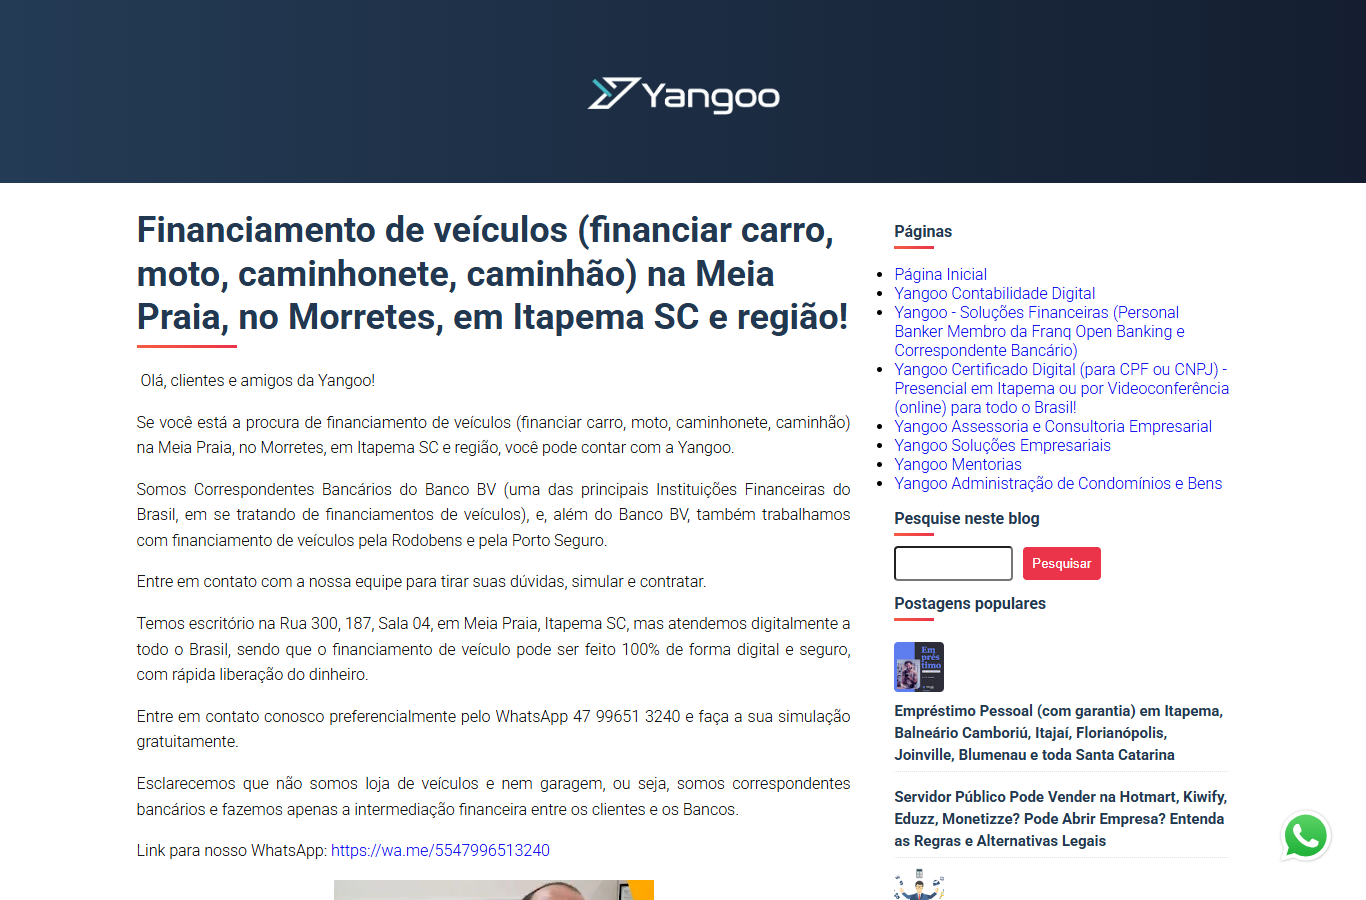 Yangoo
Financiamento de veículos (financiar carro,
moto, caminhonete, caminhão) na Meia
Praia, no Morretes, em Itapema SC e região!
Olá, clientes e amigos da Yangoo!
Se você está a procura de financiamento de veículos (financiar carro, moto, caminhonete, caminhão)
na Meia Praia, no Morretes, em Itapema SC e região, você pode contar com a Yangoo.
Somos Correspondentes Bancários do Banco BV (uma das principais Instituições Financeiras do
Brasil, em se tratando de financiamentos de veículos), e, além do Banco BV, também trabalhamos
com financiamento de veículos pela Rodobens e pela Porto Seguro.
Entre em contato com a nossa equipe para tirar suas dúvidas, simular e contratar.
Temos escritório na Rua 300, 187, Sala 04, em Meia Praia, Itapema SC, mas atendemos digitalmente a
todo o Brasil, sendo que o financiamento de veículo pode ser feito 100% de forma digital e seguro,
com rápida liberação do dinheiro.
Entre em contato conosco preferencialmente pelo WhatsApp 47 99651 3240 e faça a sua simulação
gratuitamente.
Esclarecemos que não somos loja de veículos e nem garagem, ou seja, somos correspondentes
bancários e fazemos apenas a intermediação financeira entre os clientes e os Bancos.
Link para nosso WhatsApp: https://wa.me/5547996513240
Páginas
Página Inicial
Yangoo Contabilidade Digital
Yangoo - Soluções Financeiras (Personal
Banker Membro da Franq Open Banking e
Correspondente Bancário)
Yangoo Certificado Digital (para CPF ou CNPJ) -
Presencial em Itapema ou por Videoconferência
(online) para todo o Brasil!
Yangoo Assessoria e Consultoria Empresarial
Yangoo Soluções Empresariais
Yangoo Mentorias
Yangoo Administração de Condomínios e Bens
Pesquise neste blog
Pesquisar
Postagens populares
Em
prés
timo
Empréstimo Pessoal (com garantia) em Itapema,
Balneário Camboriú, Itajaí, Florianópolis,
Joinville, Blumenau e toda Santa Catarina
Servidor Público Pode Vender na Hotmart, Kiwify,
Eduzz, Monetizze? Pode Abrir Empresa? Entenda
as Regras e Alternativas Legais